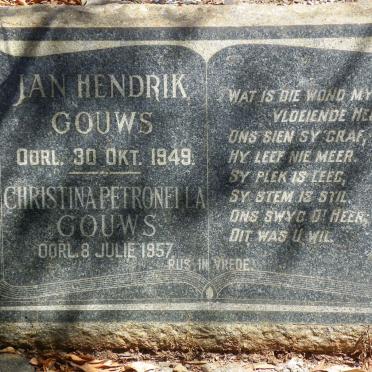 JAN HENDRIK
GOUWS
OORL. 30 OKT. 1949.
CHRISTINA PETRONELLA
GOUWS
OORL. 8 JULIE 1957
WAT IS DIE WOND MY
VLOEIENDE
ONS SIEN SY GRAF,
HY LEEF NIE MEER.
SY PLEK IS LEEG,
SY STEM IS STIL.
ONS SWYG O! HEER,
DIT WAS U WIL.
RUS IN VREDE